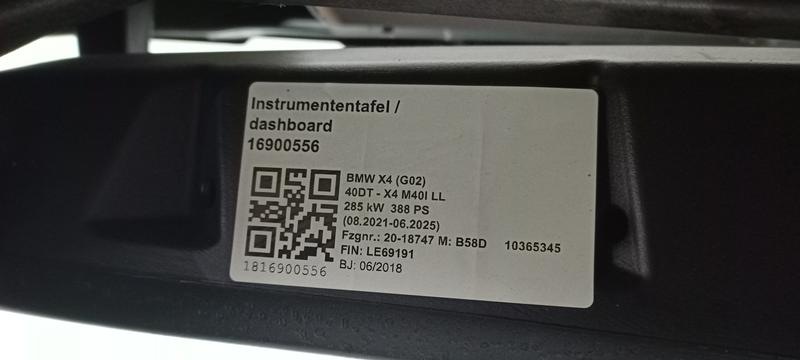 Instrumententafel /
dashboard
16900556
BMW X4 (G02)
40DT - X4 M40I LL
285 kW 388 PS
(08.2021-06.2025)
Fzgnr.: 20-18747 M: B58D 10365345
FIN: LE69191
BJ: 06/2018
1816900556